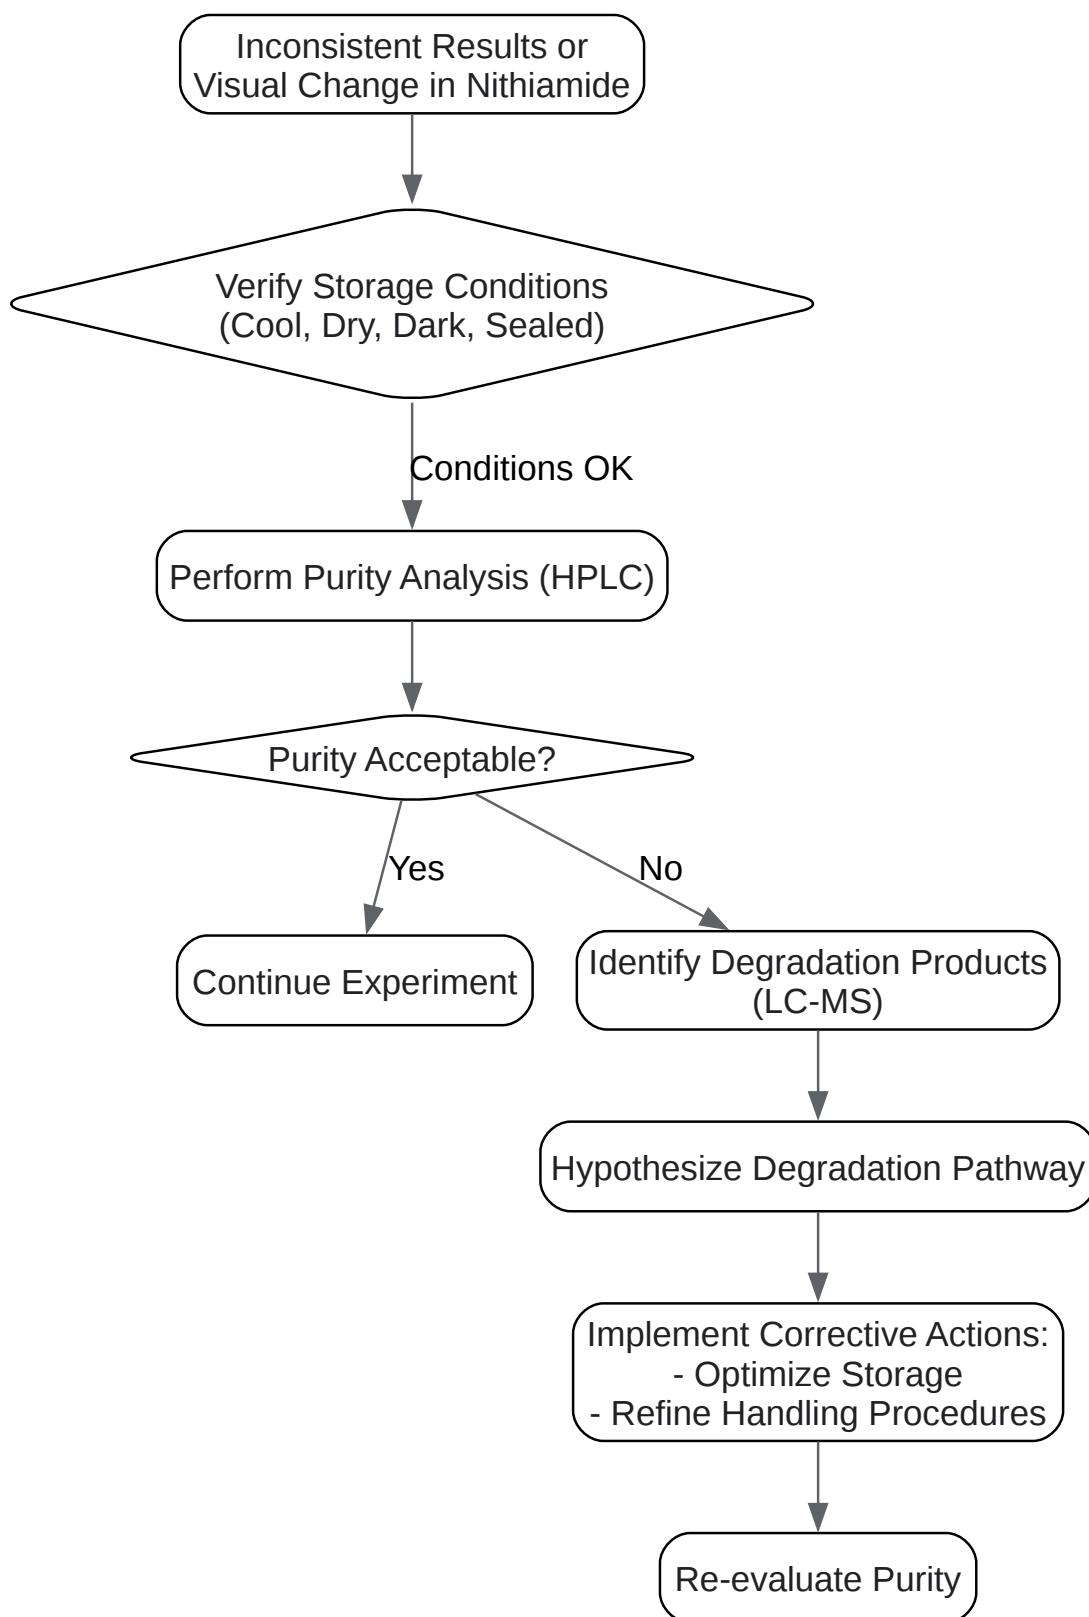 Inconsistent Results or
Visual Change in Nithiamide
Verify Storage Conditions
(Cool, Dry, Dark, Sealed)
Conditions OK
Perform Purity Analysis (HPLC)
Purity Acceptable?
Yes
No
Continue Experiment
Identify Degradation Products
(LC-MS)
Hypothesize Degradation Pathway
Implement Corrective Actions:
- Optimize Storage
- Refine Handling Procedures
Re-evaluate Purity